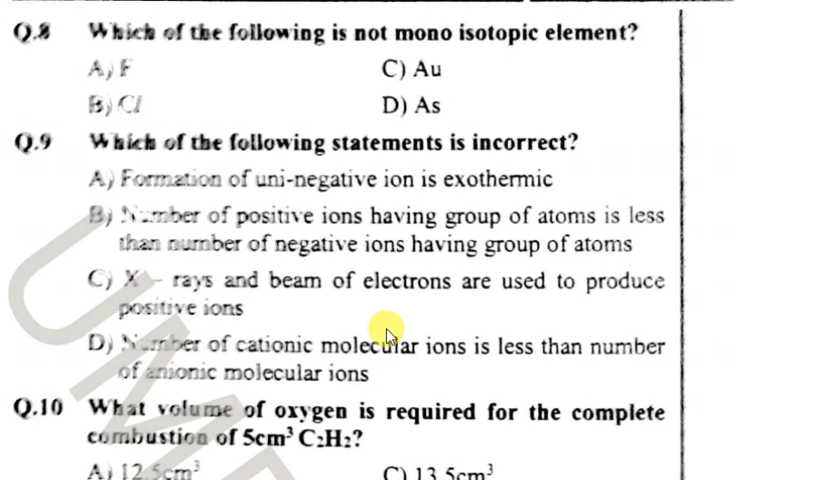 Q.8 Which of the following is not mono isotopic element?
A) F C) Au
B) Cl D) As
Q.9 Which of the following statements is incorrect?
A) Formation of uni-negative ion is exothermic
B) Number of positive ions having group of atoms is less
than number of negative ions having group of atoms
C) X – rays and beam of electrons are used to produce
positive ions
D) Number of cationic molecular ions is less than number
of anionic molecular ions
Q.10 What volume of oxygen is required for the complete
combustion of 5cm³ C₂H₂?
A) 12.5cm³ C) 13.5cm³